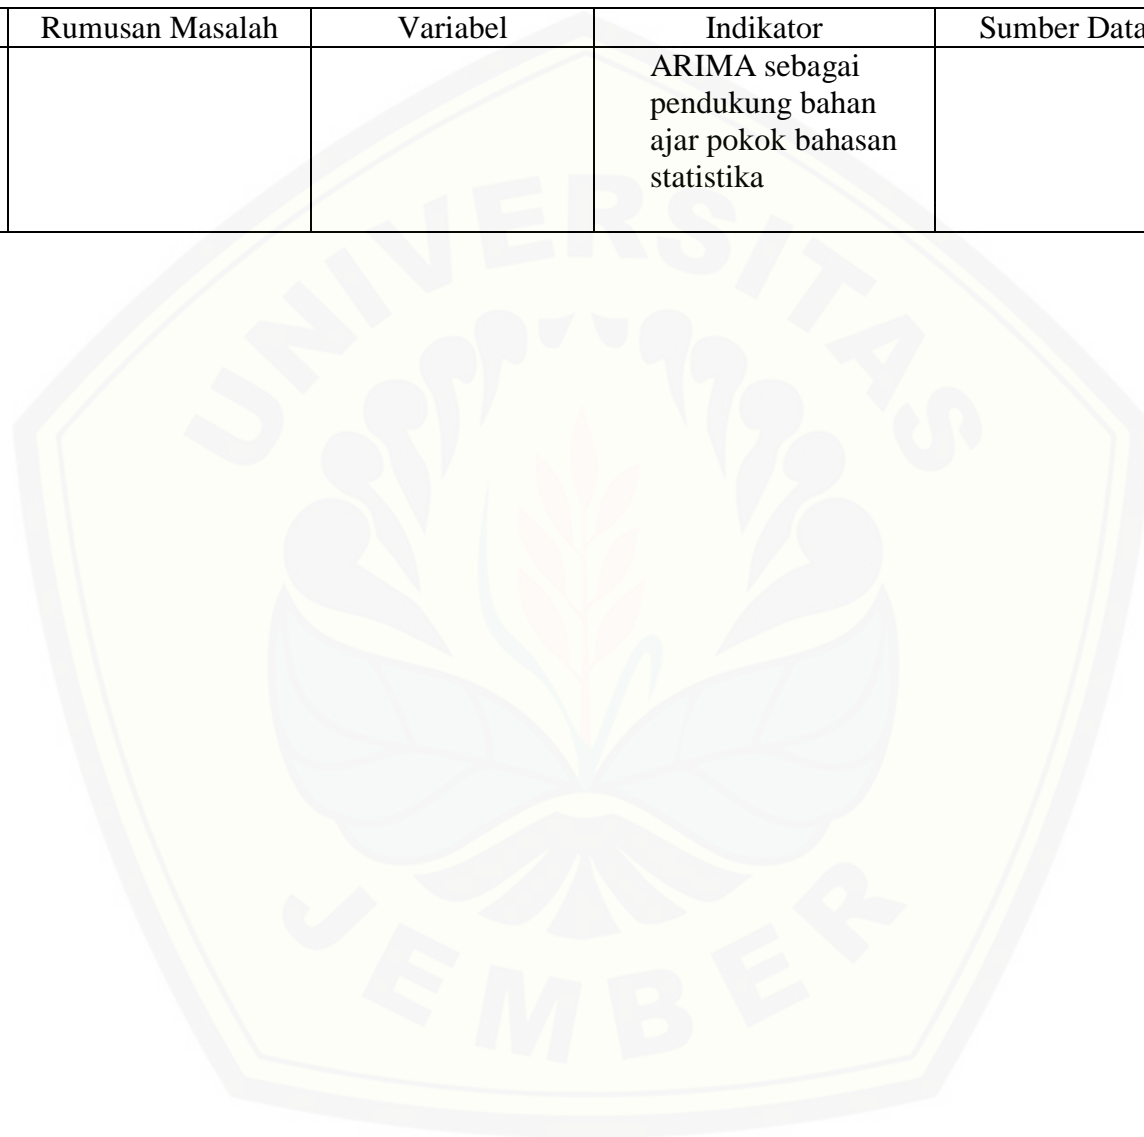 Rumusan Masalah Variabel Indikator Sumber Data
ARIMA sebagai
pendukung bahan
ajar pokok bahasan
statistika
UNIVERSITAS
JEMBER